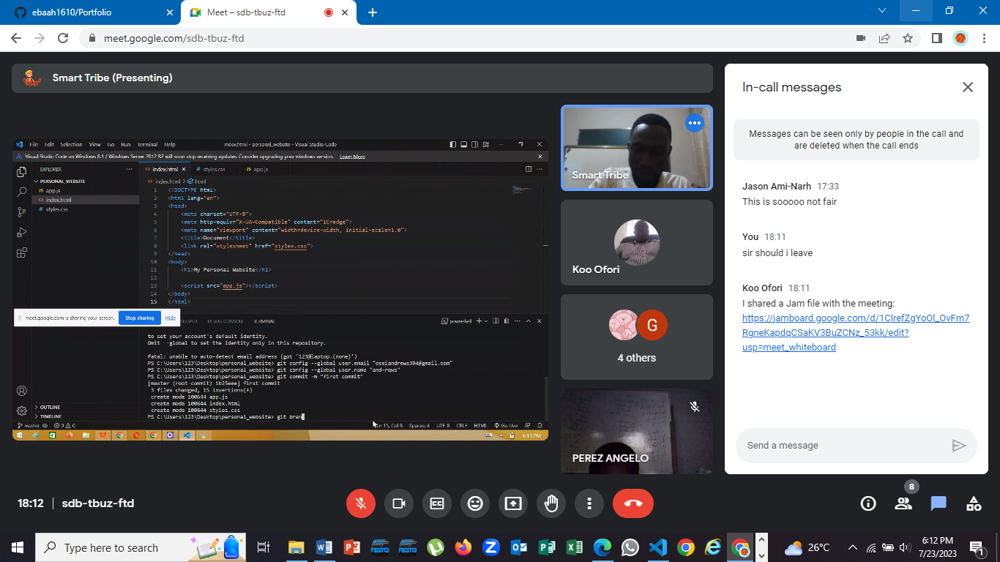 ebaah1610/Portfolio
Meet – sdb-tbuz-ftd
meet.google.com/sdb-tbuz-ftd
Smart Tribe (Presenting)
File Edit Selection View Go Run Terminal Help
index.html - personal_website - Visual Studio Code
Visual Studio Code on Windows 8.1 / Windows Server 2012 R2 will soon stop receiving updates. Consider upgrading your windows version. Learn More
EXPLORER
PERSONAL_WEBSITE
JS app.js
index.html
# styles.css
OUTLINE
TIMELINE
index.html
# styles.css
JS app.js
index.html > html
1 <!DOCTYPE html>
2 <html lang="en">
3 <head>
4 <meta charset="UTF-8">
5 <meta http-equiv="X-UA-Compatible" content="IE=edge">
6 <meta name="viewport" content="width=device-width, initial-scale=1.0">
7 <title>Document</title>
8 <link rel="stylesheet" href="styles.css">
9 </head>
10 <body>
11 <h1>My Personal Website</h1>
12
13 <script src="app.js"></script>
14 </body>
15 </html>
meet.google.com is sharing your screen.
Stop sharing
Hide
OUTPUT DEBUG CONSOLE TERMINAL
powershell
to set your account's default identity.
Omit --global to set the identity only in this repository.
fatal: unable to auto-detect email address (got '123@laptop.(none)')
PS C:\Users\123\Desktop\personal_website> git config --global user.email "oseiandrews394@gmail.com"
PS C:\Users\123\Desktop\personal_website> git config --global user.name "and-rews"
PS C:\Users\123\Desktop\personal_website> git commit -m "first commit"
[master (root-commit) 1b25eee] first commit
3 files changed, 15 insertions(+)
create mode 100644 app.js
create mode 100644 index.html
create mode 100644 styles.css
PS C:\Users\123\Desktop\personal_website> git bran
master
0 0
Ln 15, Col 8 Spaces: 4 UTF-8 CRLF HTML Go Live
6:13 PM
Smart Tribe
Koo Ofori
G
4 others
PEREZ ANGELO
In-call messages
Messages can be seen only by people in the call and
are deleted when the call ends
Jason Ami-Narh 17:33
This is sooooo not fair
You 18:11
sir should i leave
Koo Ofori 18:11
I shared a Jam file with the meeting:
https://jamboard.google.com/d/1ClrefZgYoOl_OvFm7
RgneKapdqCSaKV3BuZCNz_53kk/edit?
usp=meet_whiteboard
Send a message
18:12 | sdb-tbuz-ftd
8
Type here to search
FESTO
FESTO
26°C
6:12 PM
7/23/2023
1